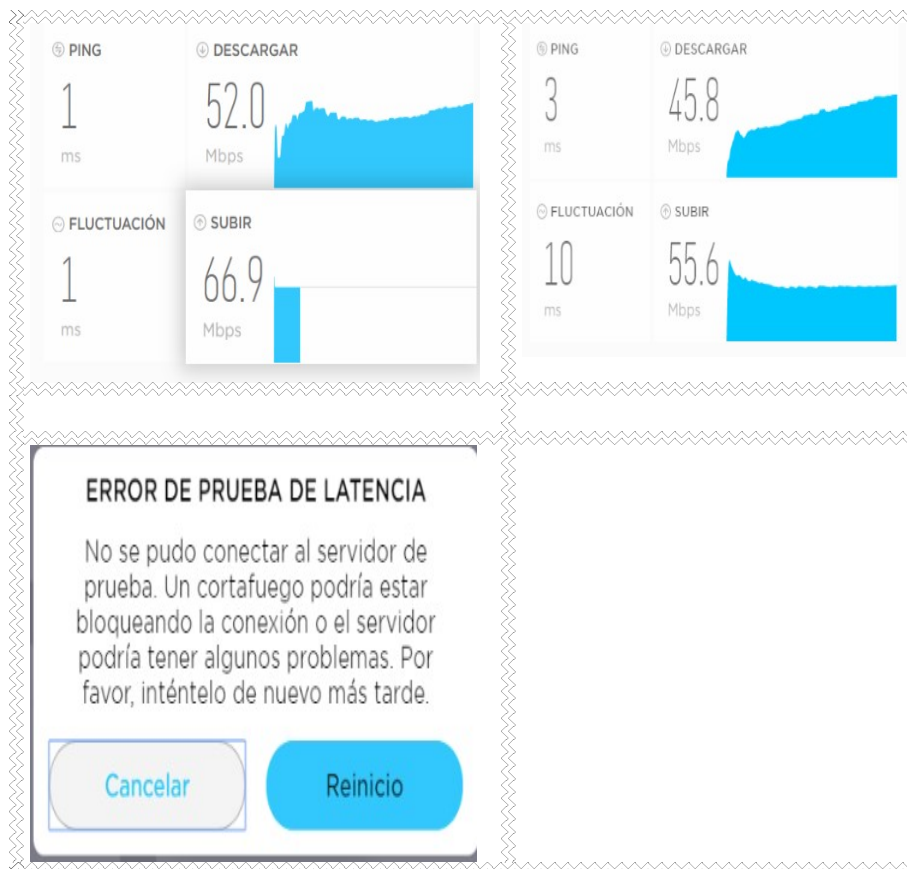 PING
DESCARGAR
1
52.0
ms
Mbps
FLUCTUACIÓN
SUBIR
1
66.9
ms
Mbps
PING
DESCARGAR
3
45.8
ms
Mbps
FLUCTUACIÓN
SUBIR
10
55.6
ms
Mbps
ERROR DE PRUEBA DE LATENCIA
No se pudo conectar al servidor de
prueba. Un cortafuego podría estar
bloqueando la conexión o el servidor
podría tener algunos problemas. Por
favor, inténtelo de nuevo más tarde.
Cancelar
Reinicio